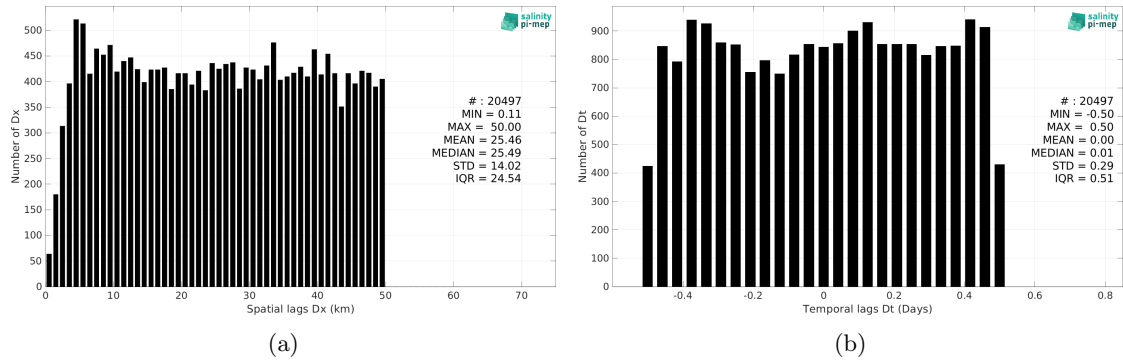 salinity
pi-mep
Number of Dx
500
450
400
350
300
250
200
150
100
50
0
# : 20497
MIN = 0.11
MAX = 50.00
MEAN = 25.46
MEDIAN = 25.49
STD = 14.02
IQR = 24.54
0 10 20 30 40 50 60 70
Spatial lags Dx (km)
(a)
salinity
pi-mep
Number of Dt
900
800
700
600
500
400
300
200
100
0
# : 20497
MIN = -0.50
MAX = 0.50
MEAN = 0.00
MEDIAN = 0.01
STD = 0.29
IQR = 0.51
-0.4 -0.2 0 0.2 0.4 0.6 0.8
Temporal lags Dt (Days)
(b)